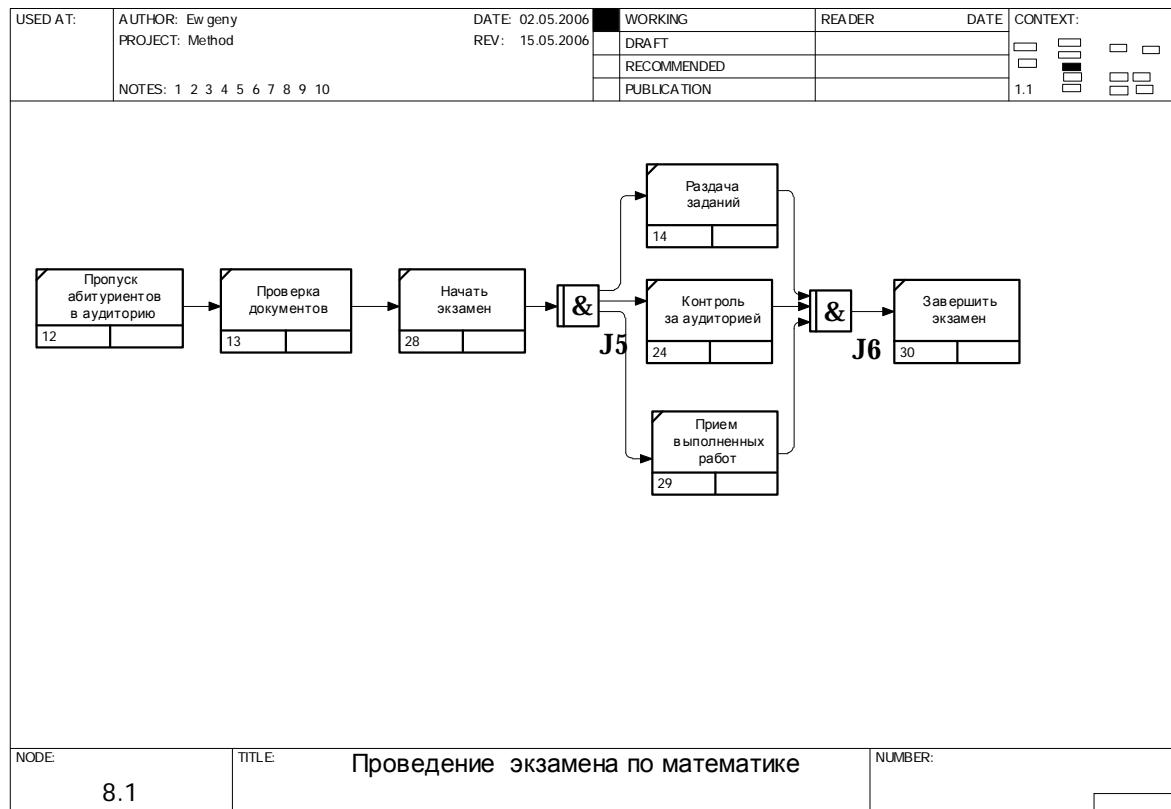 USED AT:
AUTHOR: Ewgeny
DATE: 02.05.2006
WORKING
READER
DATE
CONTEXT:
PROJECT: Method
REV: 15.05.2006
DRAFT
RECOMMENDED
NOTES: 1 2 3 4 5 6 7 8 9 10
PUBLICATION
1.1
Раздача
заданий
14
Пропуск
абитуриентов
в аудиторию
12
Проверка
документов
13
Начать
экзамен
28
&
J5
Контроль
за аудиторией
24
&
J6
Завершить
экзамен
30
Прием
выполненных
работ
29
NODE:
8.1
TITLE:
Проведение экзамена по математике
NUMBER: